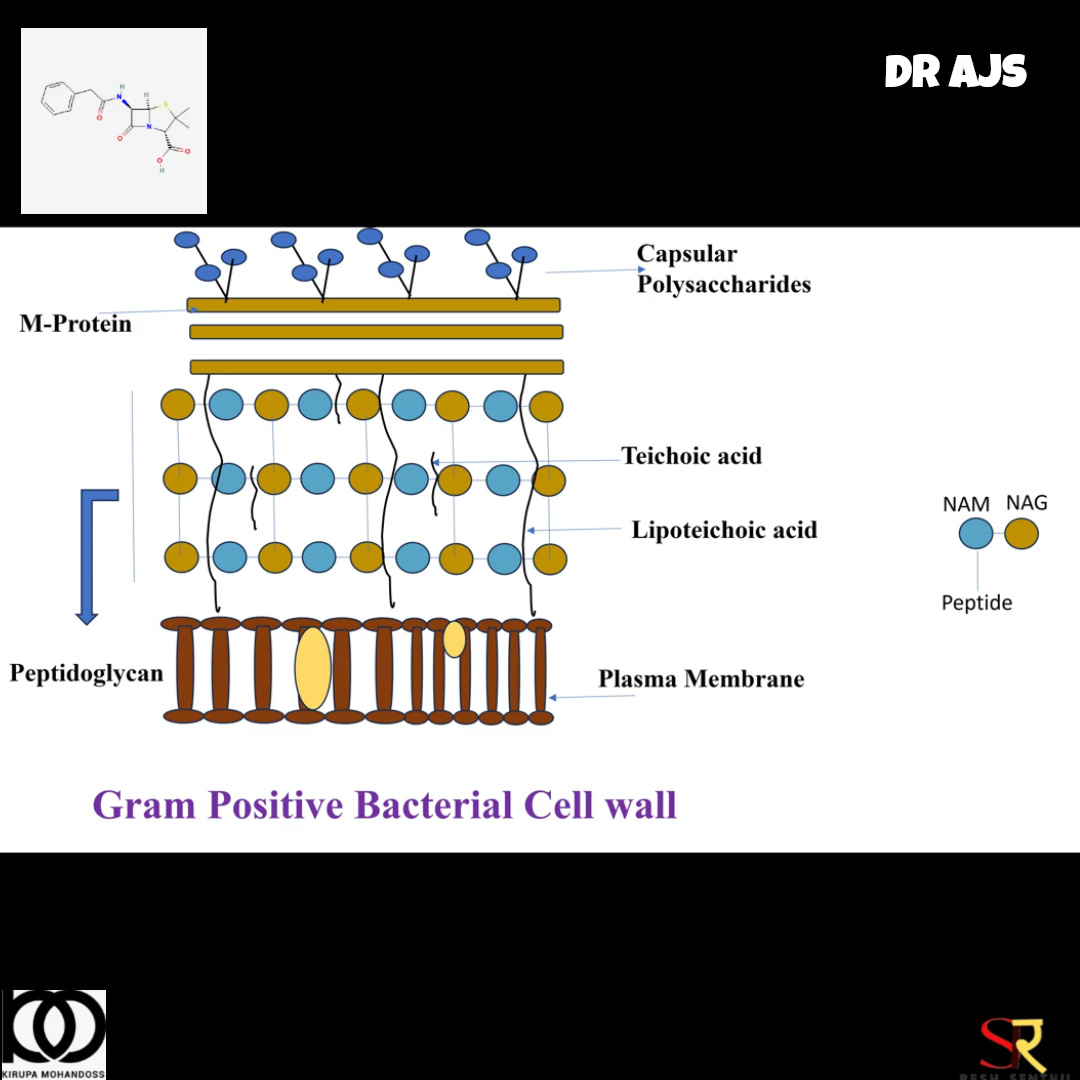 DR AJS
H
N
H
S
O
N
O
O
O
H
Capsular
Polysaccharides
M-Protein
Teichoic acid
Lipoteichoic acid
NAM NAG
Peptide
Peptidoglycan
Plasma Membrane
Gram Positive Bacterial Cell wall
KIRUPA MOHANDOSS
SR